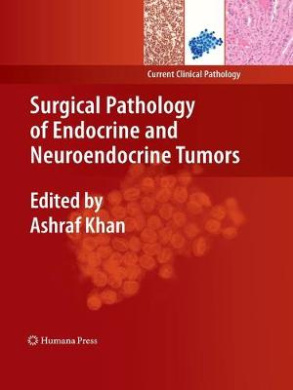 Current Clinical Pathology
Surgical Pathology
of Endocrine and
Neuroendocrine Tumors
Edited by
Ashraf Khan
Humana Press